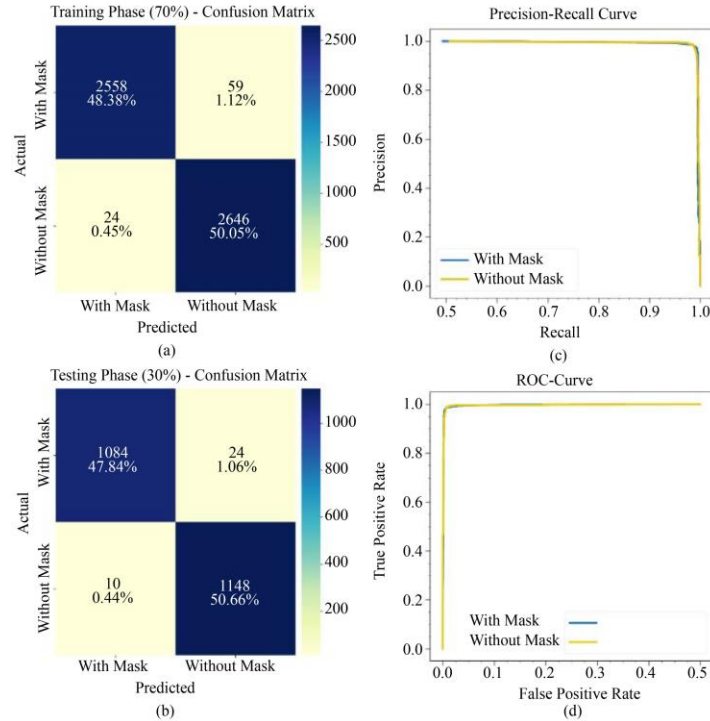 Training Phase (70%) - Confusion Matrix
Actual
With Mask
Without Mask
2558
48.38%
59
1.12%
24
0.45%
2646
50.05%
2500
2000
1500
1000
500
With Mask Without Mask
Predicted
(a)
Precision-Recall Curve
Precision
1.0
0.8
0.6
0.4
0.2
0.0
With Mask
Without Mask
0.5 0.6 0.7 0.8 0.9 1.0
Recall
(c)
Testing Phase (30%) - Confusion Matrix
Actual
With Mask
Without Mask
1084
47.84%
24
1.06%
10
0.44%
1148
50.66%
1000
800
600
400
200
With Mask Without Mask
Predicted
(b)
ROC-Curve
True Positive Rate
1.0
0.8
0.6
0.4
0.2
0.0
With Mask
Without Mask
0.0 0.1 0.2 0.3 0.4 0.5
False Positive Rate
(d)